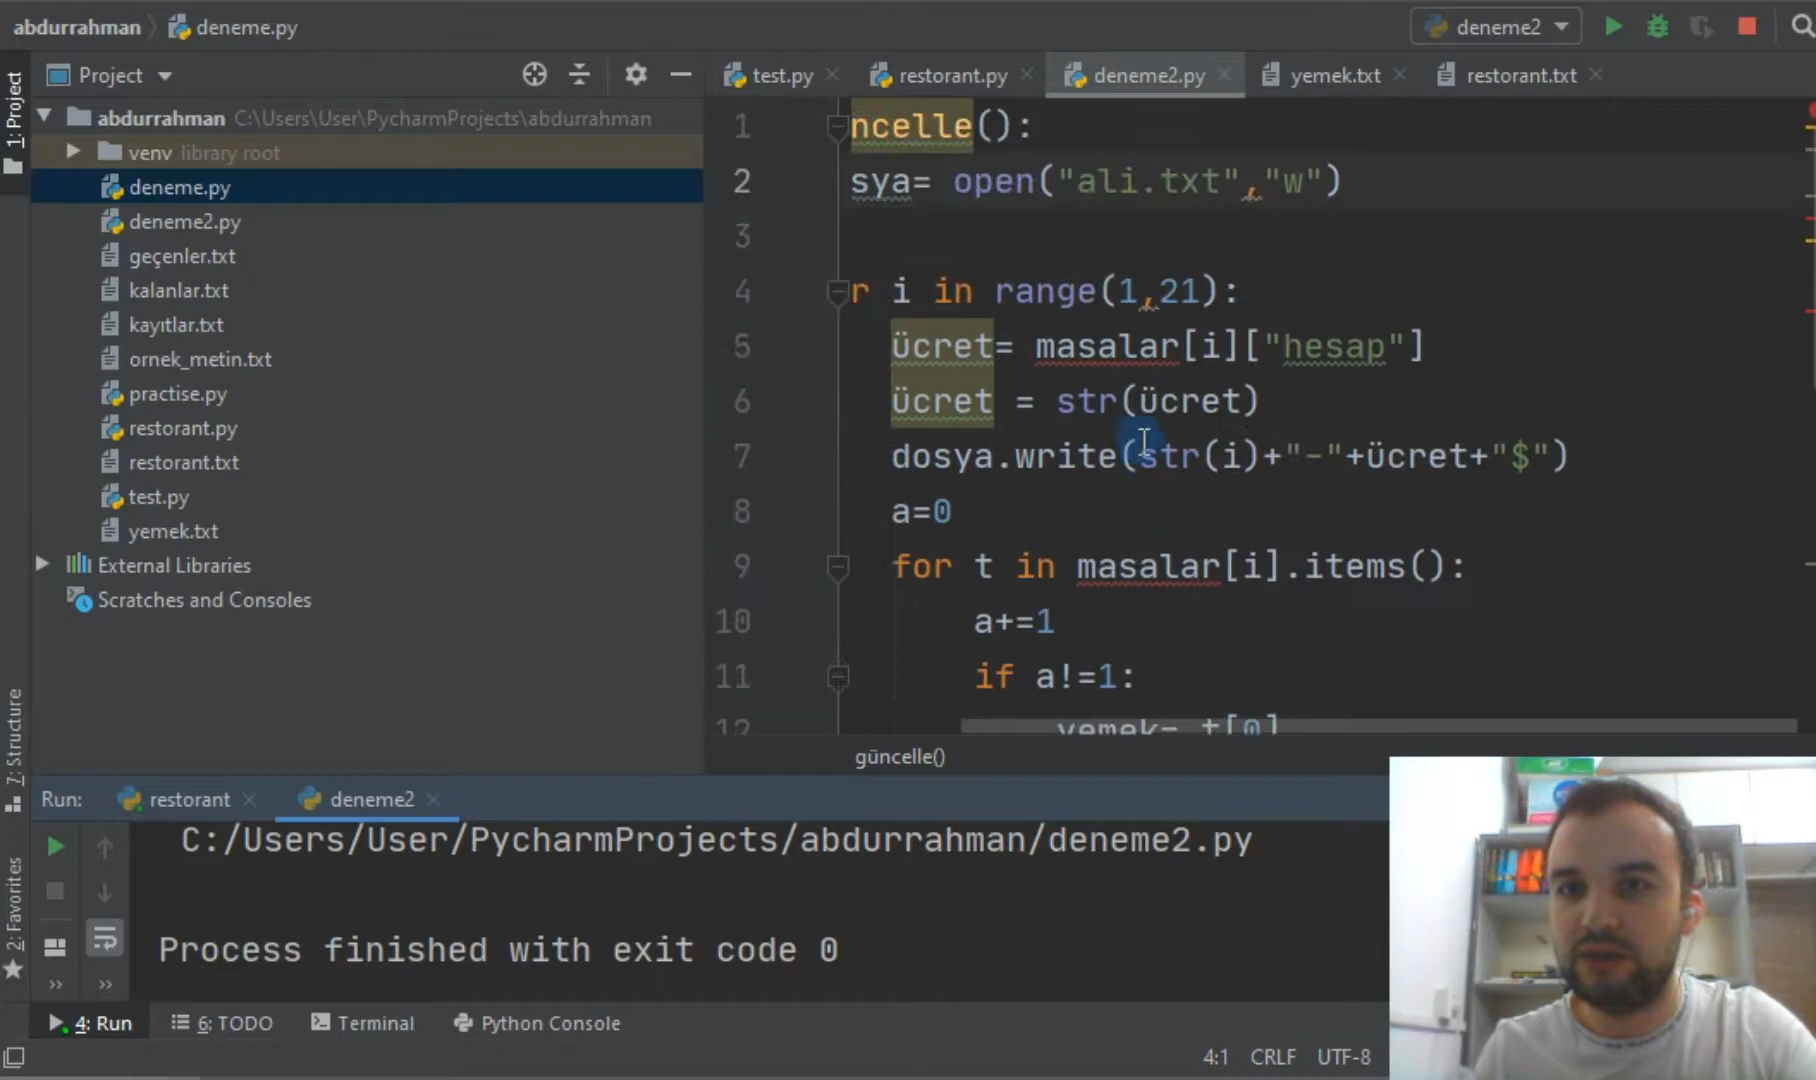 abdurrahman deneme.py deneme2
1: Project
Project
test.py restorant.py deneme2.py yemek.txt restorant.txt
abdurrahman C:\Users\User\PycharmProjects\abdurrahman
venv library root
deneme.py
deneme2.py
geçenler.txt
kalanlar.txt
kayıtlar.txt
ornek_metin.txt
practise.py
restorant.py
restorant.txt
test.py
yemek.txt
External Libraries
Scratches and Consoles
1 ncelle():
2 sya= open("ali.txt","w")
3
4 r i in range(1,21):
5 ücret= masalar[i]["hesap"]
6 ücret = str(ücret)
7 dosya.write(str(i)+"-"+ücret+"$")
8 a=0
9 for t in masalar[i].items():
10 a+=1
11 if a!=1:
12 yemek= t[0]
güncelle()
7: Structure
2: Favorites
Run: restorant deneme2
C:/Users/User/PycharmProjects/abdurrahman/deneme2.py
Process finished with exit code 0
4: Run 6: TODO Terminal Python Console
4:1 CRLF UTF-8